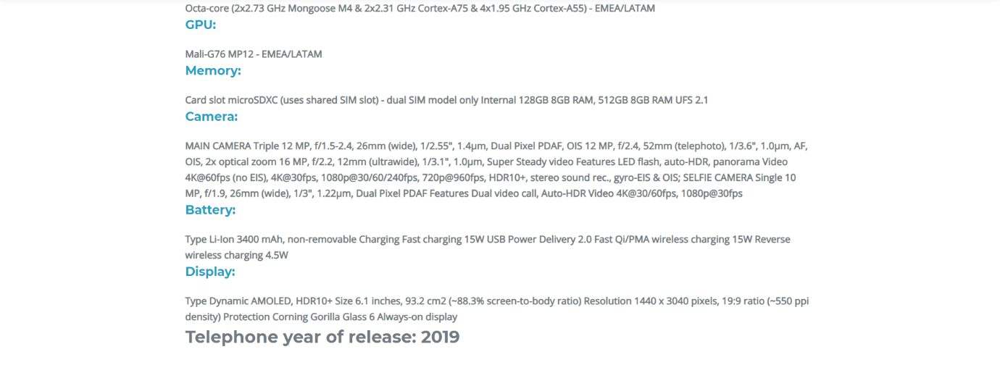 Octa-core (2x2.73 GHz Mongoose M4 & 2x2.31 GHz Cortex-A75 & 4x1.95 GHz Cortex-A55) - EMEA/LATAM
GPU:
Mali-G76 MP12 - EMEA/LATAM
Memory:
Card slot microSDXC (uses shared SIM slot) - dual SIM model only Internal 128GB 8GB RAM, 512GB 8GB RAM UFS 2.1
Camera:
MAIN CAMERA Triple 12 MP, f/1.5-2.4, 26mm (wide), 1/2.55", 1.4µm, Dual Pixel PDAF, OIS 12 MP, f/2.4, 52mm (telephoto), 1/3.6", 1.0µm, AF,
OIS, 2x optical zoom 16 MP, f/2.2, 12mm (ultrawide), 1/3.1", 1.0µm, Super Steady video Features LED flash, auto-HDR, panorama Video
4K@60fps (no EIS), 4K@30fps, 1080p@30/60/240fps, 720p@960fps, HDR10+, stereo sound rec., gyro-EIS & OIS; SELFIE CAMERA Single 10
MP, f/1.9, 26mm (wide), 1/3", 1.22µm, Dual Pixel PDAF Features Dual video call, Auto-HDR Video 4K@30/60fps, 1080p@30fps
Battery:
Type Li-Ion 3400 mAh, non-removable Charging Fast charging 15W USB Power Delivery 2.0 Fast Qi/PMA wireless charging 15W Reverse
wireless charging 4.5W
Display:
Type Dynamic AMOLED, HDR10+ Size 6.1 inches, 93.2 cm2 (~88.3% screen-to-body ratio) Resolution 1440 x 3040 pixels, 19:9 ratio (~550 ppi
density) Protection Corning Gorilla Glass 6 Always-on display
Telephone year of release: 2019